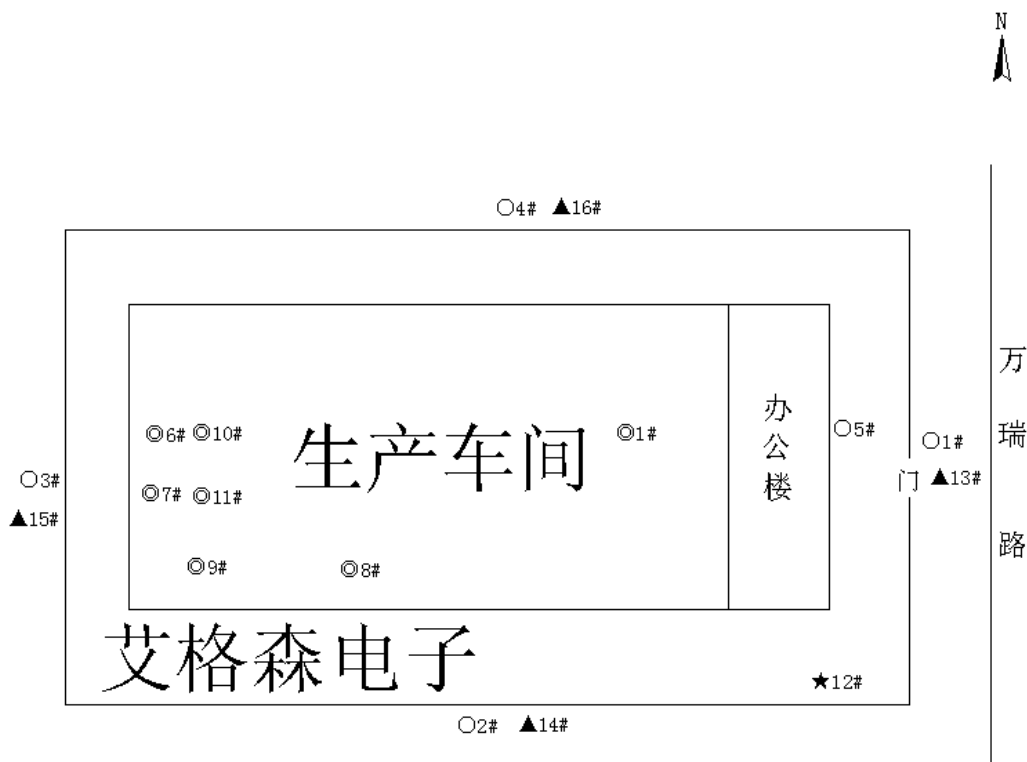 N
○4# ▲16#
万瑞路
办公楼
◎6# ◎10#
生产车间
◎1#
○5#
○1#
○3#
◎7# ◎11#
门
▲13#
▲15#
◎9#
◎8#
艾格森电子
★12#
○2# ▲14#